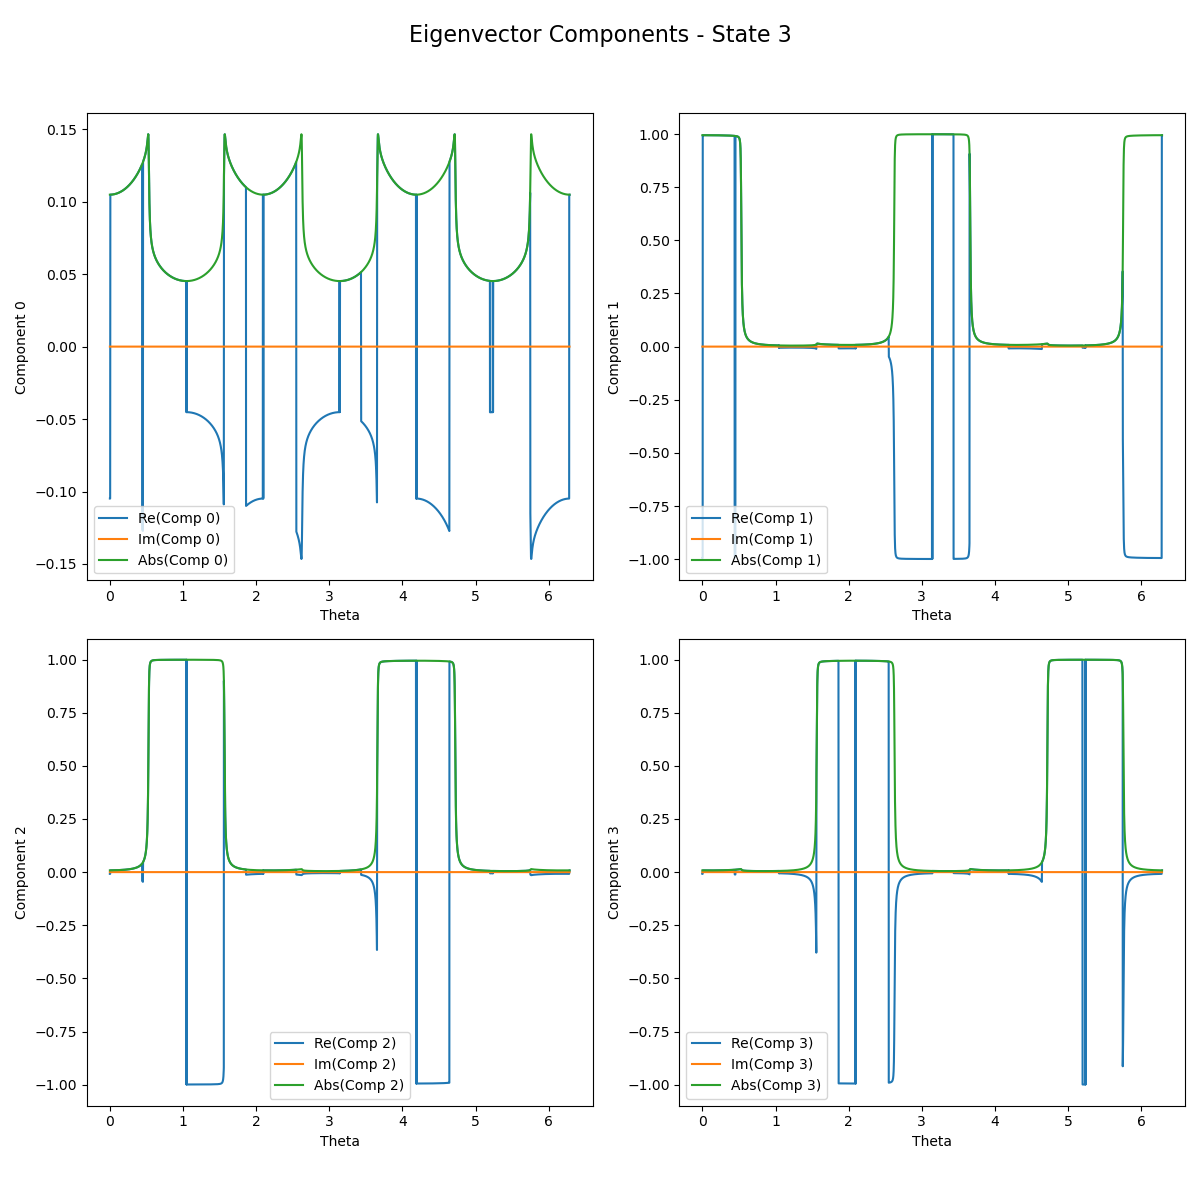 Eigenvector Components - State 3
Component 0
0.15
0.10
0.05
0.00
−0.05
−0.10
−0.15
Re(Comp 0)
Im(Comp 0)
Abs(Comp 0)
0 1 2 3 4 5 6
Theta
Component 1
1.00
0.75
0.50
0.25
0.00
−0.25
−0.50
−0.75
−1.00
Re(Comp 1)
Im(Comp 1)
Abs(Comp 1)
0 1 2 3 4 5 6
Theta
Component 2
1.00
0.75
0.50
0.25
0.00
−0.25
−0.50
−0.75
−1.00
Re(Comp 2)
Im(Comp 2)
Abs(Comp 2)
0 1 2 3 4 5 6
Theta
Component 3
1.00
0.75
0.50
0.25
0.00
−0.25
−0.50
−0.75
−1.00
Re(Comp 3)
Im(Comp 3)
Abs(Comp 3)
0 1 2 3 4 5 6
Theta